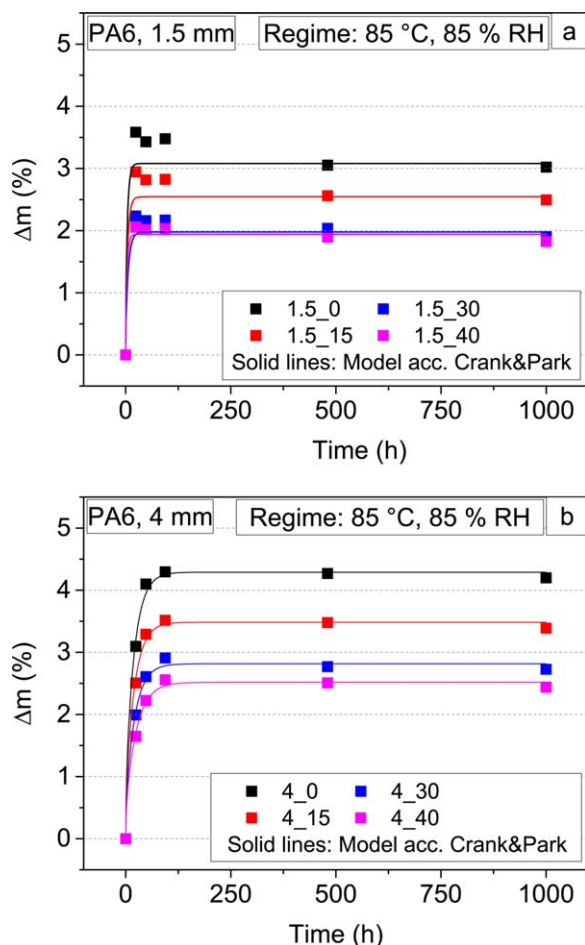 PA6, 1.5 mm Regime: 85 °C, 85 % RH a
5
4
3
2
1
0
Δm (%)
1.5_0 1.5_30
1.5_15 1.5_40
Solid lines: Model acc. Crank&Park
0 250 500 750 1000
Time (h)
PA6, 4 mm Regime: 85 °C, 85 % RH b
5
4
3
2
1
0
Δm (%)
4_0 4_30
4_15 4_40
Solid lines: Model acc. Crank&Park
0 250 500 750 1000
Time (h)